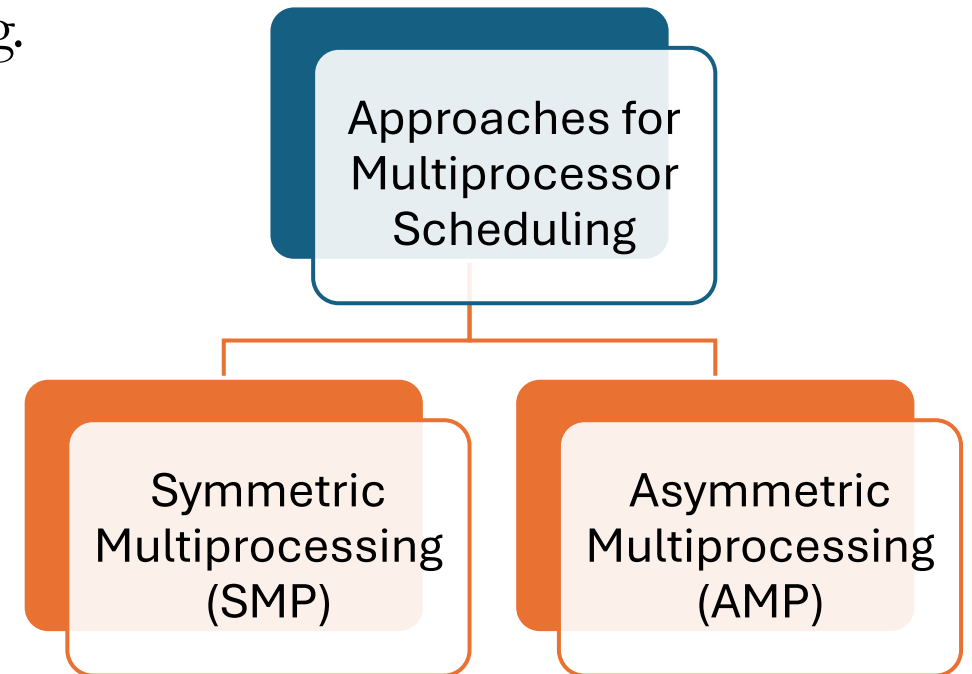 g.
Approaches for
Multiprocessor
Scheduling
Symmetric
Multiprocessing
(SMP)
Asymmetric
Multiprocessing
(AMP)